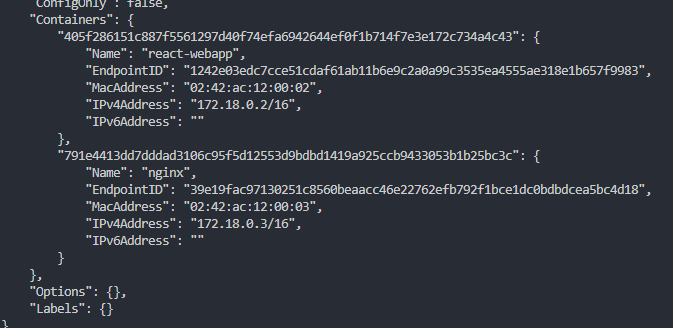 "ConfigOnly": false,
"Containers": {
"405f286151c887f5561297d40f74efa6942644ef0f1b714f7e3e172c734a4c43": {
"Name": "react-webapp",
"EndpointID": "1242e03edc7cce51cdaf61ab11b6e9c2a0a99c3535ea4555ae318e1b657f9983",
"MacAddress": "02:42:ac:12:00:02",
"IPv4Address": "172.18.0.2/16",
"IPv6Address": ""
},
"791e4413dd7dddad3106c95f5d12553d9bdbd1419a925ccb9433053b1b25bc3c": {
"Name": "nginx",
"EndpointID": "39e19fac97130251c8560beaacc46e22762efb792f1bce1dc0bdbdcea5bc4d18",
"MacAddress": "02:42:ac:12:00:03",
"IPv4Address": "172.18.0.3/16",
"IPv6Address": ""
}
},
"Options": {},
"Labels": {}
}